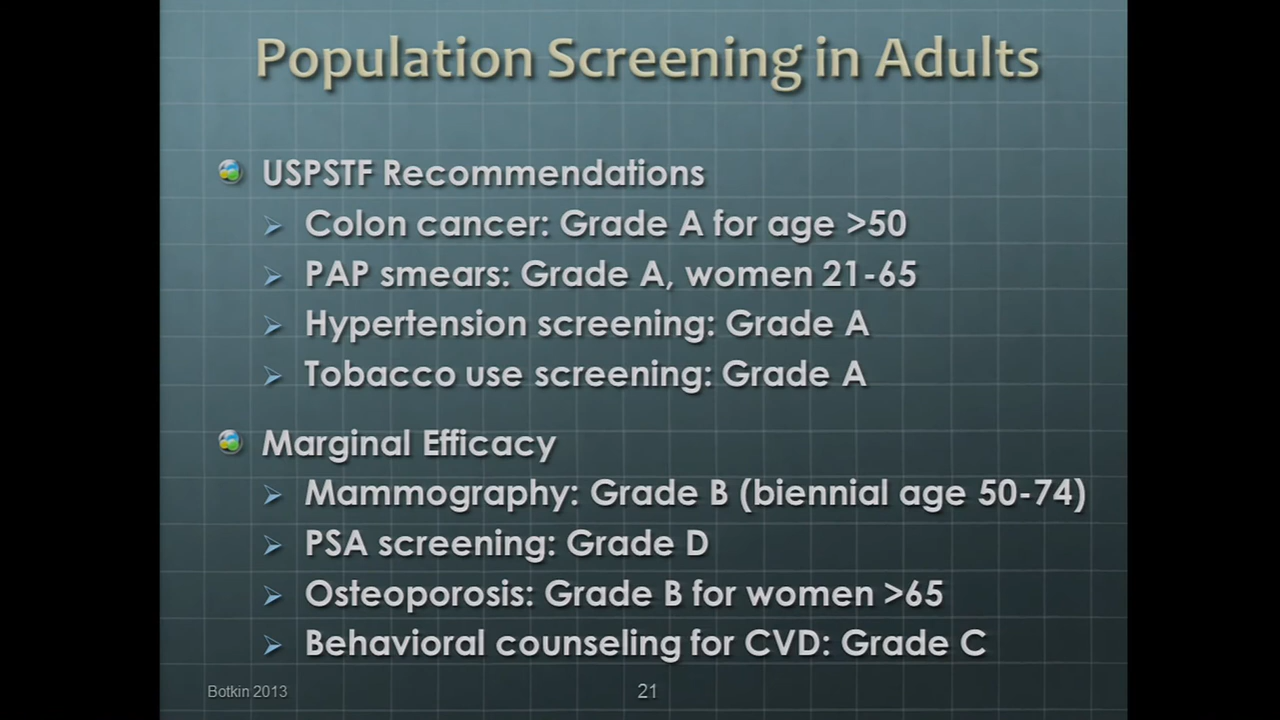 Population Screening in Adults
USPSTF Recommendations
Colon cancer: Grade A for age >50
PAP smears: Grade A, women 21-65
Hypertension screening: Grade A
Tobacco use screening: Grade A
Marginal Efficacy
Mammography: Grade B (biennial age 50-74)
PSA screening: Grade D
Osteoporosis: Grade B for women >65
Behavioral counseling for CVD: Grade C
Botkin 2013
21